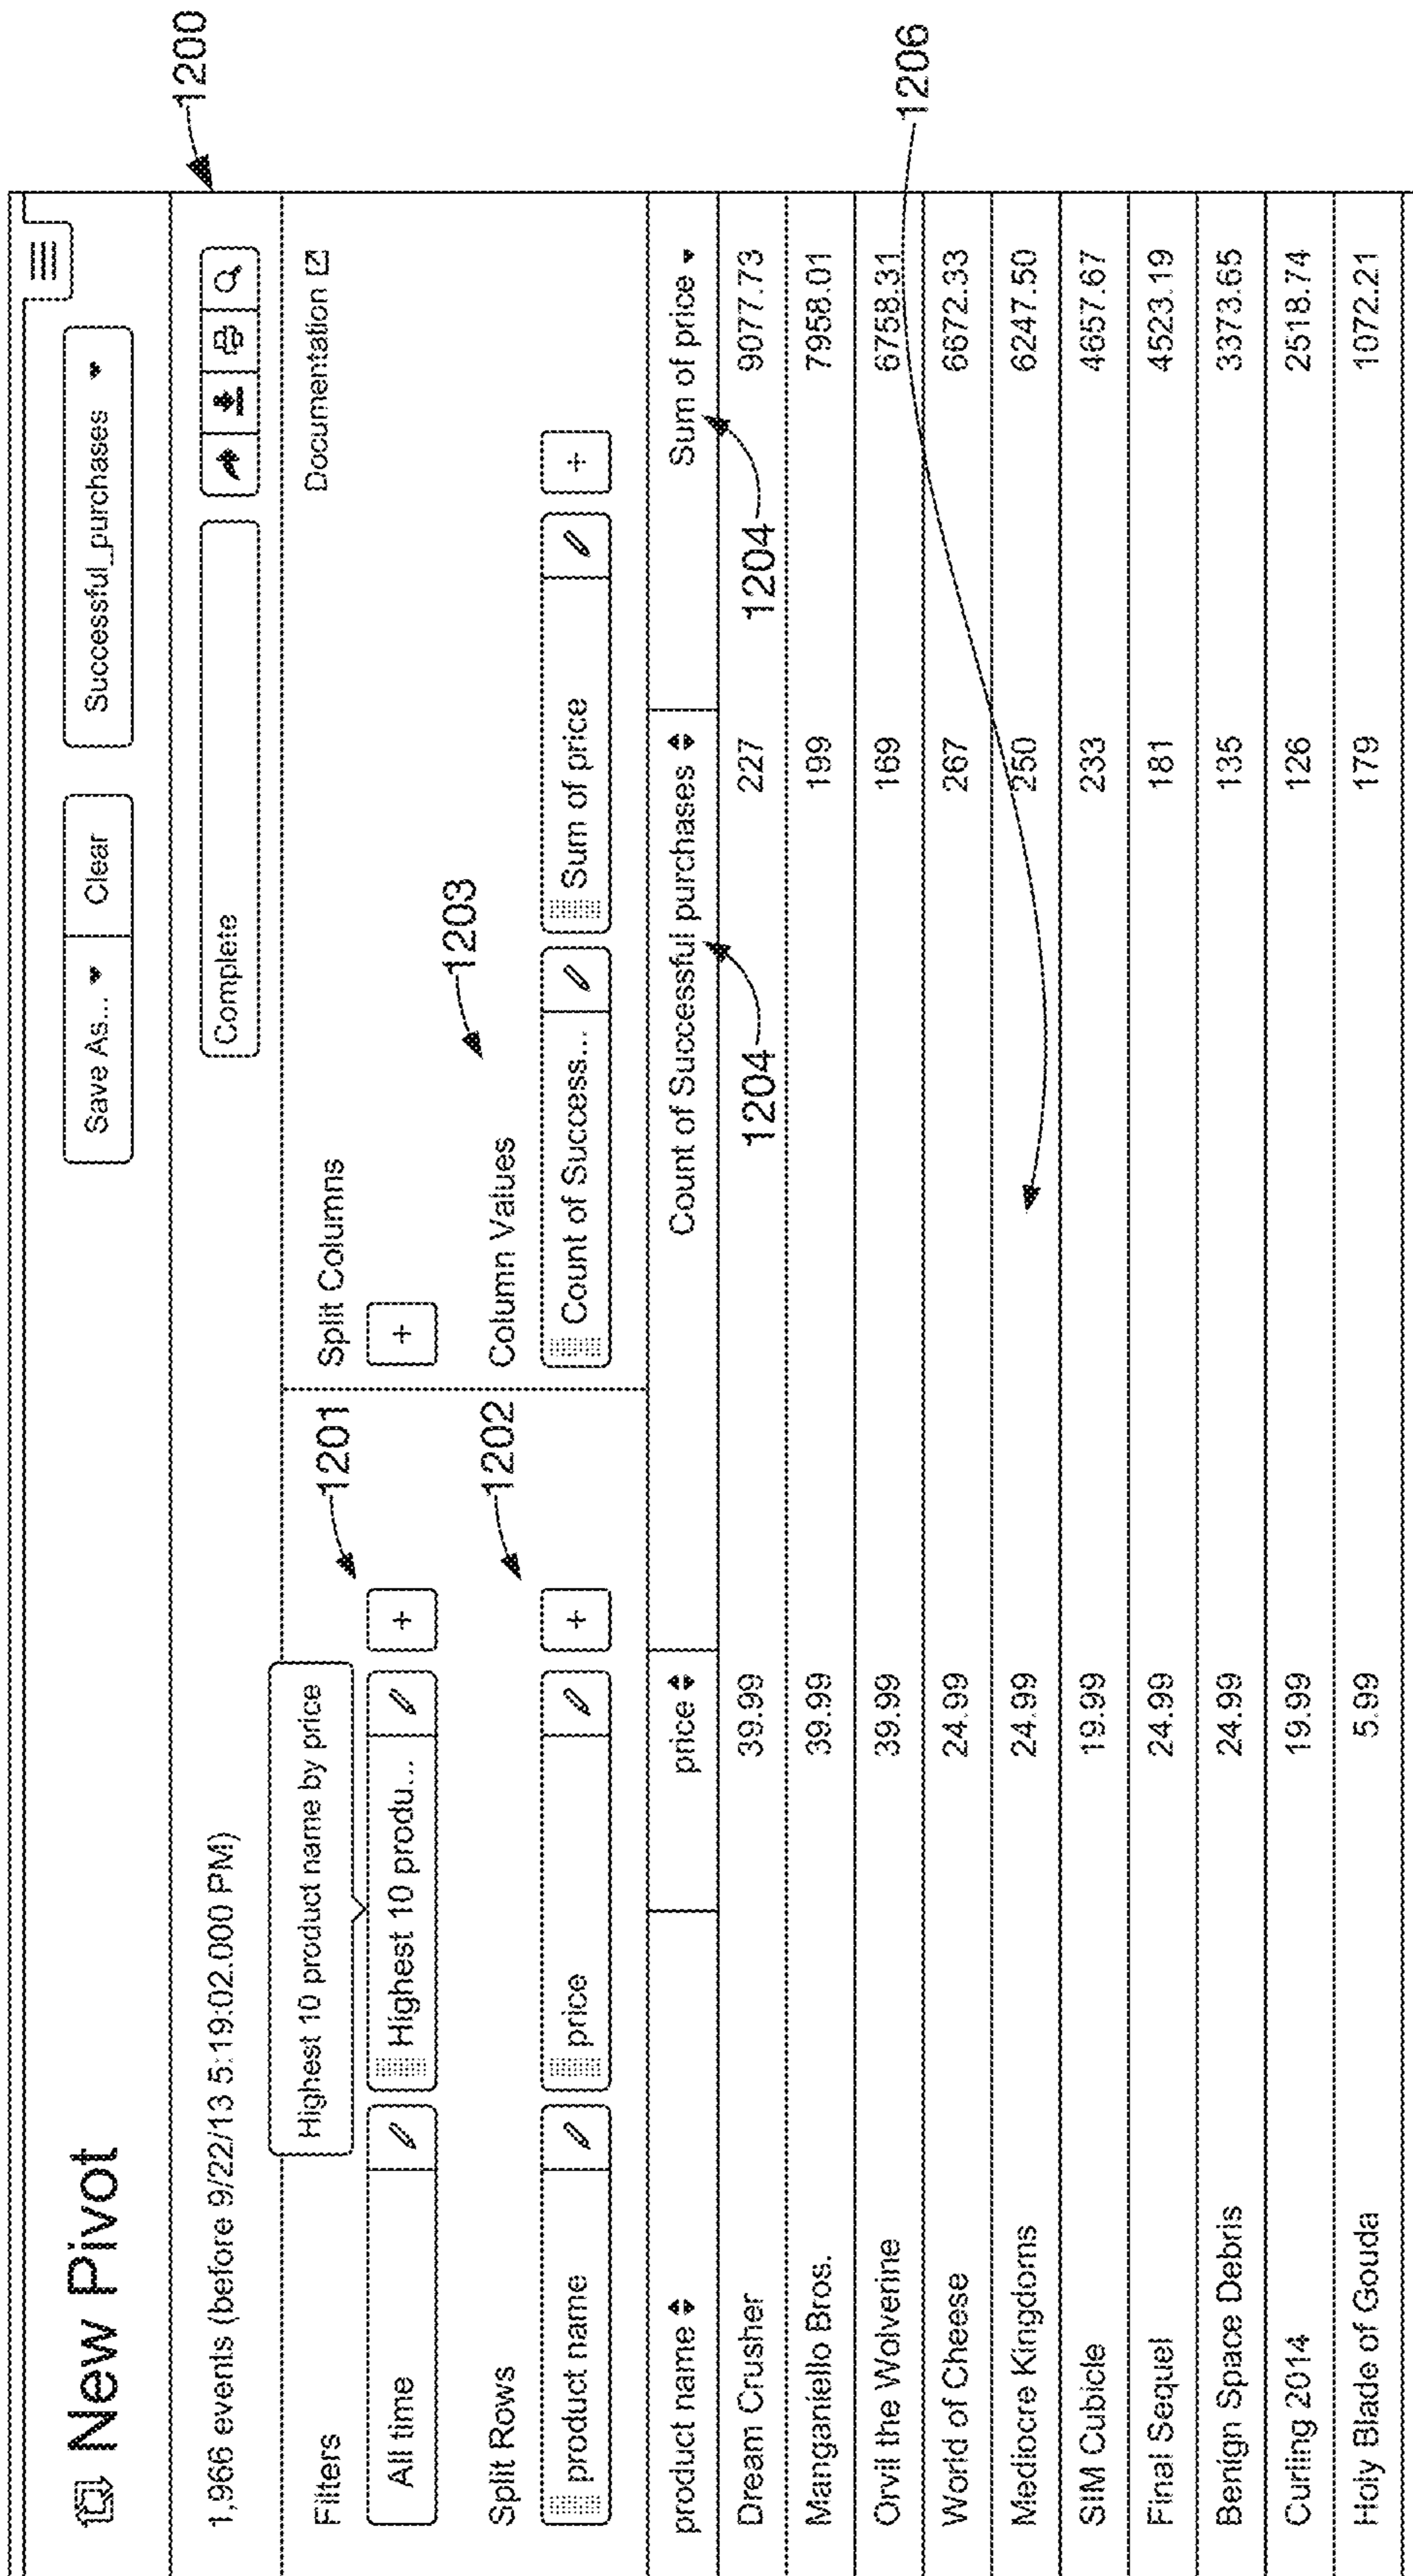 New Pivot
Save As... Clear Successful_purchases
1,966 events (before 9/22/13 5:19:02.000 PM)
Complete
1200
Highest 10 product name by price
Documentation
Filters
1201
Split Columns
All time Highest 10 produ... + +
Split Rows
1202
Column Values
1203
product name price + Count of Success... Sum of price +
product name price Count of Successful purchases Sum of price
1204 1204
Dream Crusher 39.99 227 9077.73
Manganiello Bros. 39.99 199 7958.01
Orvil the Wolverine 39.99 169 6758.31
1206
World of Cheese 24.99 267 6672.33
Mediocre Kingdoms 24.99 250 6247.50
SIM Cubicle 19.99 233 4657.67
Final Sequel 24.99 181 4523.19
Benign Space Debris 24.99 135 3373.65
Curling 2014 19.99 126 2518.74
Holy Blade of Gouda 5.99 179 1072.21